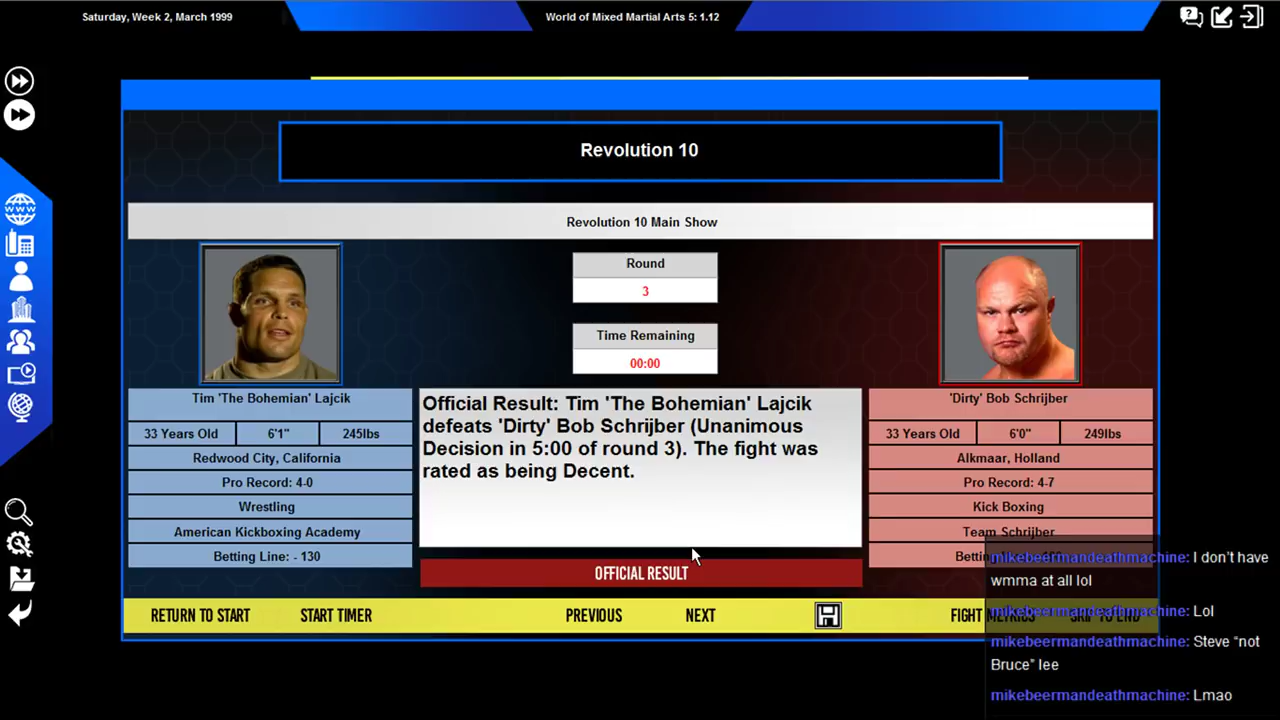 Saturday, Week 2, March 1999
World of Mixed Martial Arts 5: 1.12
Revolution 10
Revolution 10 Main Show
Round
3
Time Remaining
00:00
Tim 'The Bohemian' Lajcik
33 Years Old
6'1"
245lbs
Redwood City, California
Pro Record: 4-0
Wrestling
American Kickboxing Academy
Betting Line: - 130
Official Result: Tim 'The Bohemian' Lajcik
defeats 'Dirty' Bob Schrijber (Unanimous
Decision in 5:00 of round 3). The fight was
rated as being Decent.
OFFICIAL RESULT
'Dirty' Bob Schrijber
33 Years Old
6'0"
249lbs
Alkmaar, Holland
Pro Record: 4-7
Kick Boxing
Team Schrijber
RETURN TO START
START TIMER
PREVIOUS
NEXT
FIGHT METRICS
SKIP TO END
mikebeermandeathmachine: I don't have
wmma at all lol
mikebeermandeathmachine: Lol
mikebeermandeathmachine: Steve "not
Bruce" lee
mikebeermandeathmachine: Lmao
WWW